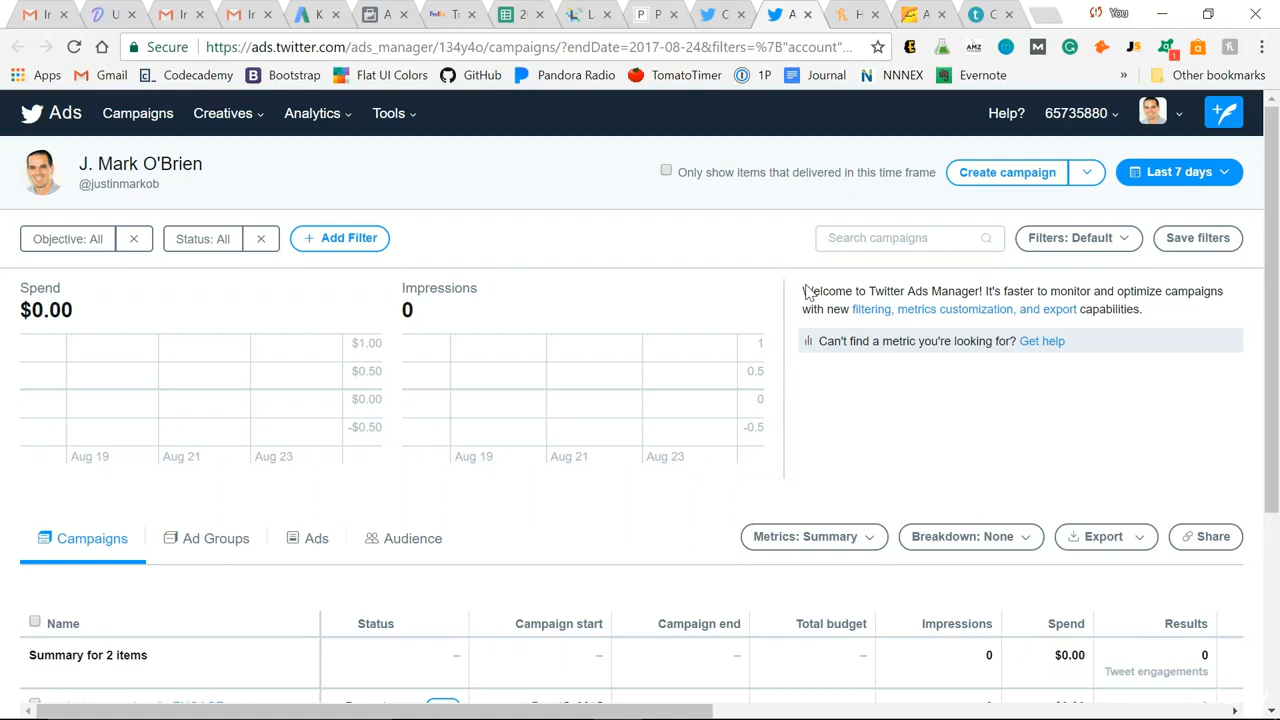 Ir
U
Ir
Ir
K
A
Tr
2
L
P
C
A
H
A
C
You
Secure
https://ads.twitter.com/ads_manager/134y4o/campaigns/?endDate=2017-08-24&filters=%7B"account"...
Apps Gmail Codecademy Bootstrap Flat UI Colors GitHub Pandora Radio TomatoTimer 1P Journal NNNEX Evernote » Other bookmarks
Ads Campaigns Creatives Analytics Tools Help? 65735880
J. Mark O'Brien
@justinmarkob
Only show items that delivered in this time frame Create campaign Last 7 days
Objective: All Status: All + Add Filter Search campaigns Filters: Default Save filters
Spend
$0.00
$1.00
$0.50
$0.00
-$0.50
Aug 19 Aug 21 Aug 23
Impressions
0
1
0.5
0
-0.5
Aug 19 Aug 21 Aug 23
Welcome to Twitter Ads Manager! It's faster to monitor and optimize campaigns
with new filtering, metrics customization, and export capabilities.
Can't find a metric you're looking for? Get help
Campaigns Ad Groups Ads Audience Metrics: Summary Breakdown: None Export Share
Name Status Campaign start Campaign end Total budget Impressions Spend Results
Summary for 2 items – – – – 0 $0.00 0
Tweet engagements